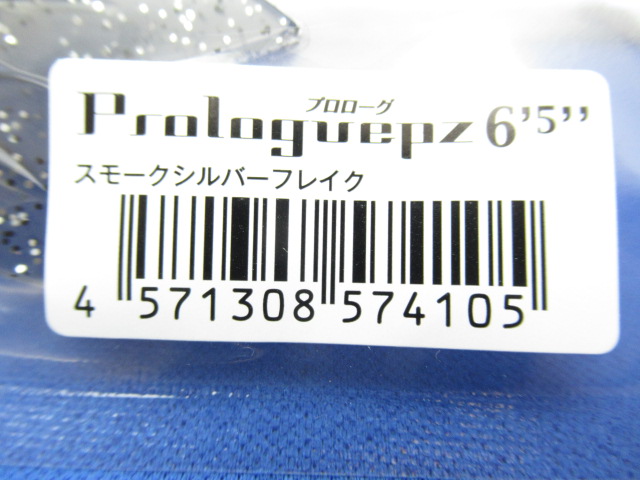 プロローグ
Prologuepz 6'5''
スモークシルバーフレイク
4 571308 574105